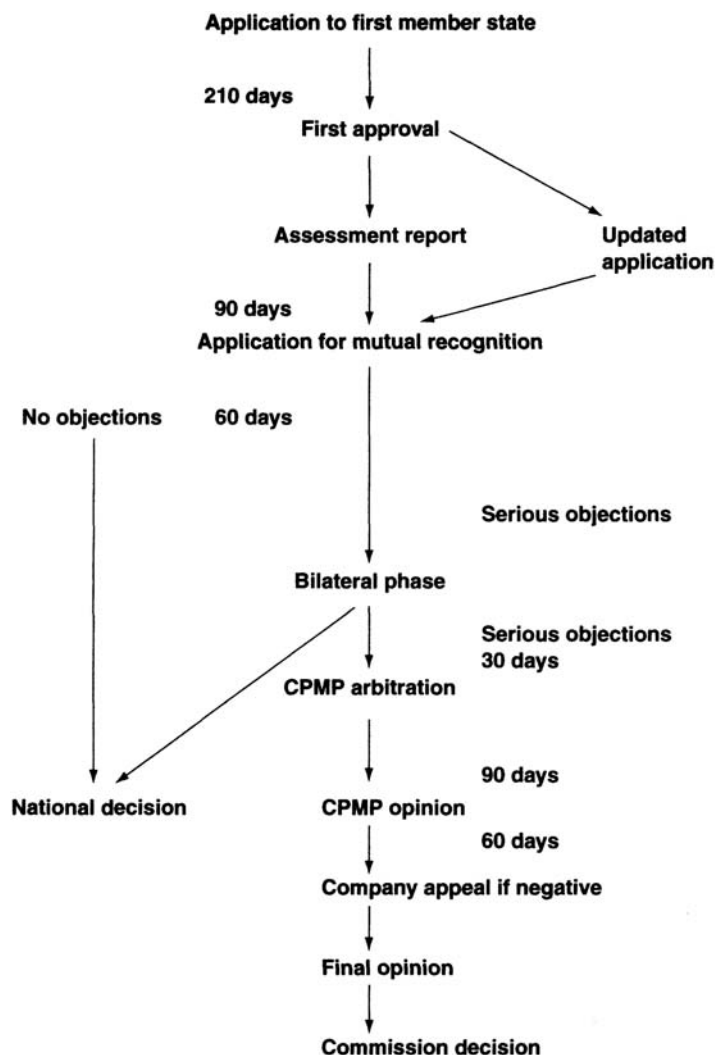 Application to first member state
210 days
First approval
Assessment report
Updated
application
90 days
Application for mutual recognition
No objections
60 days
Serious objections
Bilateral phase
Serious objections
30 days
CPMP arbitration
90 days
National decision
CPMP opinion
60 days
Company appeal if negative
Final opinion
Commission decision